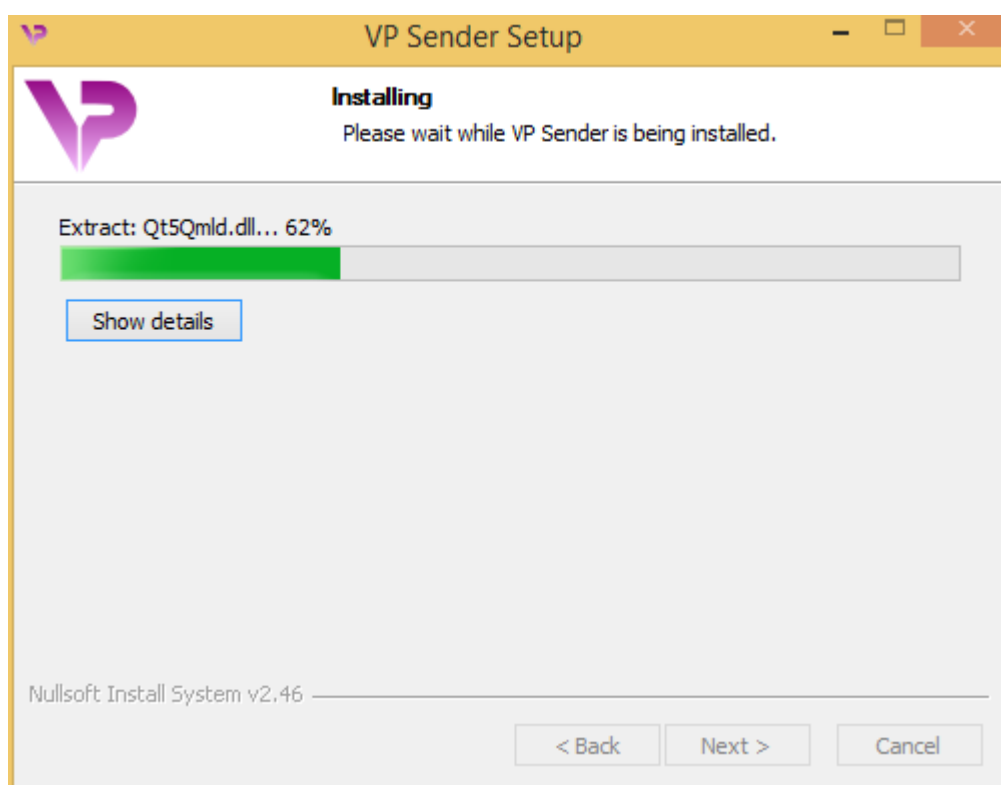 VP Sender Setup
VP
Installing
Please wait while VP Sender is being installed.
Extract: Qt5Qmld.dll... 62%
Show details
Nullsoft Install System v2.46
< Back Next > Cancel